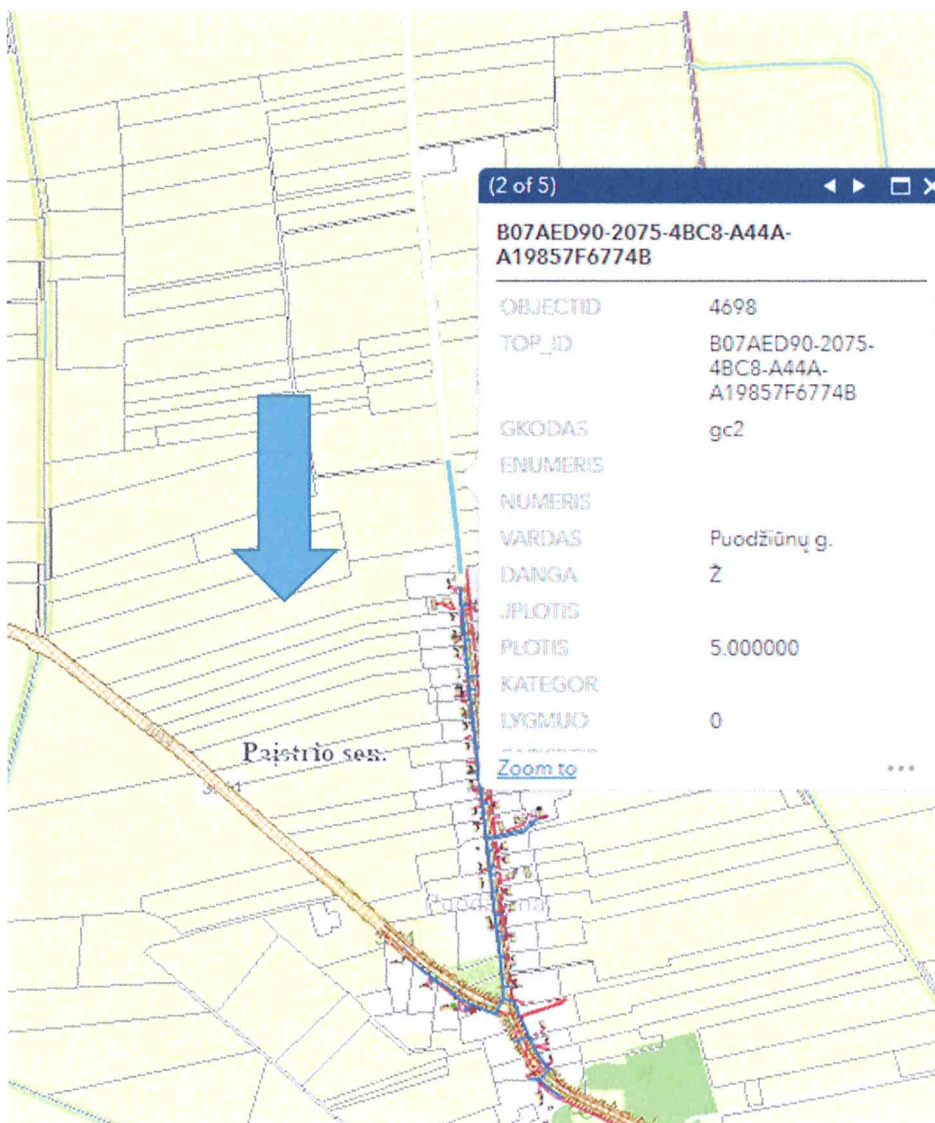 (2 of 5)
B07AED90-2075-4BC8-A44A-
A19857F6774B
OBJECTID 4698
TOP_ID B07AED90-2075-
4BC8-A44A-
A19857F6774B
GKODAS gc2
ENUMERIS
NUMERIS
VARDAS Puodžiūnų g.
DANGA Ž
JPLOTIS
PLOTIS 5.000000
KATEGOR
LYGMUO 0
Zoom to
Paįstrio sen.